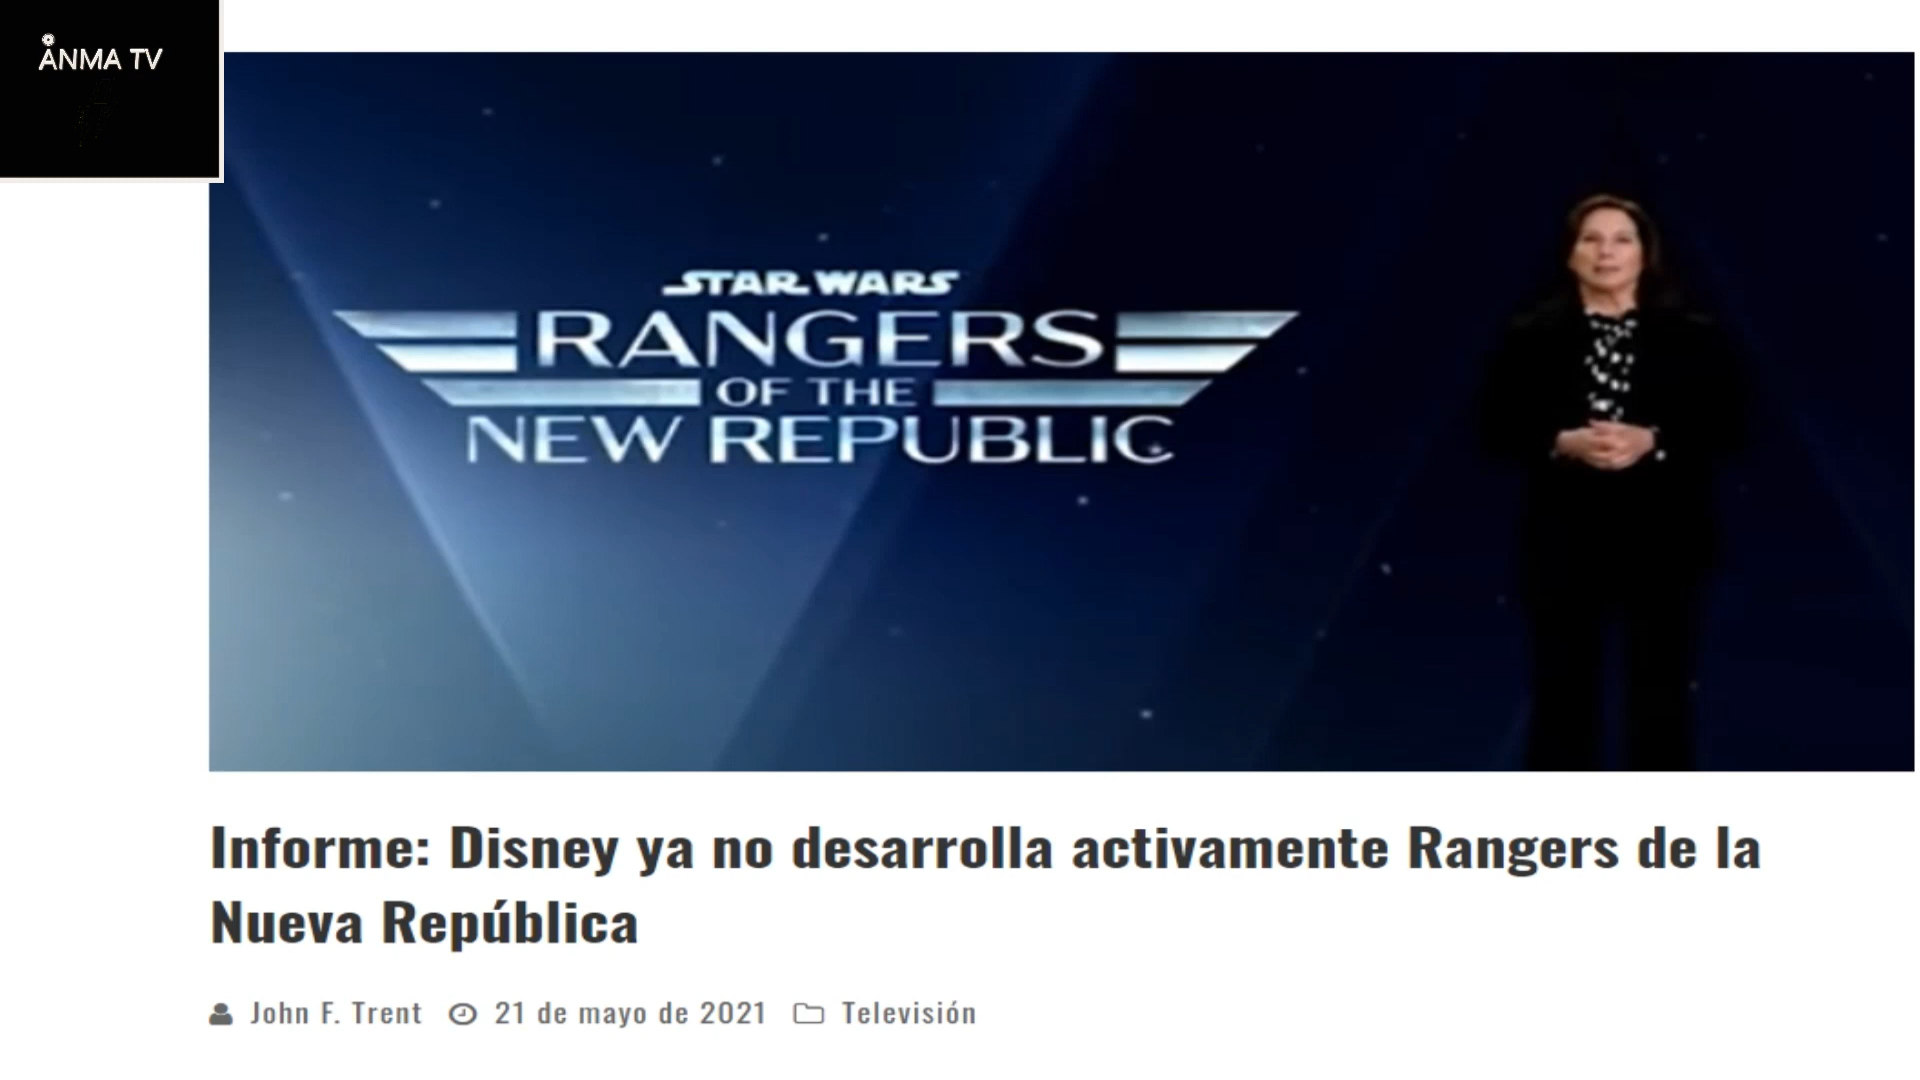 ÅNMA TV
STAR WARS
RANGERS
OF THE
NEW REPUBLIC
Informe: Disney ya no desarrolla activamente Rangers de la
Nueva República
John F. Trent 21 de mayo de 2021 Televisión